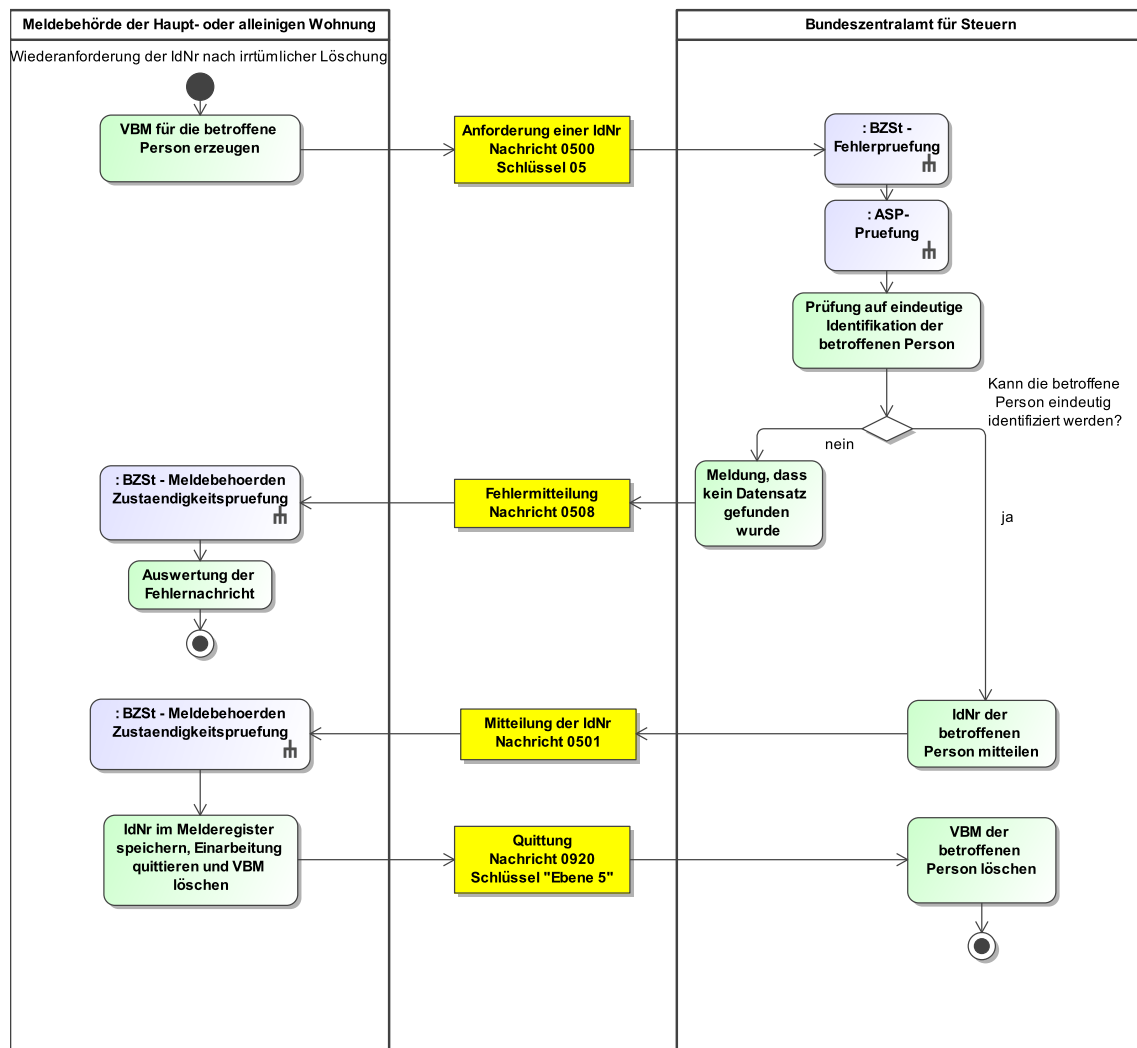 Meldebehörde der Haupt- oder alleinigen Wohnung
Bundeszentralamt für Steuern
Wiederanforderung der IdNr nach irrtümlicher Löschung
VBM für die betroffene
Person erzeugen
Anforderung einer IdNr
Nachricht 0500
Schlüssel 05
: BZSt -
Fehlerpruefung
: ASP-
Pruefung
Prüfung auf eindeutige
Identifikation der
betroffenen Person
Kann die betroffene
Person eindeutig
identifiziert werden?
nein
ja
Meldung, dass
kein Datensatz
gefunden
wurde
Fehlermitteilung
Nachricht 0508
: BZSt - Meldebehoerden
Zustaendigkeitspruefung
Auswertung der
Fehlernachricht
IdNr der
betroffenen
Person mitteilen
Mitteilung der IdNr
Nachricht 0501
: BZSt - Meldebehoerden
Zustaendigkeitspruefung
IdNr im Melderegister
speichern, Einarbeitung
quittieren und VBM
löschen
Quittung
Nachricht 0920
Schlüssel "Ebene 5"
VBM der
betroffenen
Person löschen